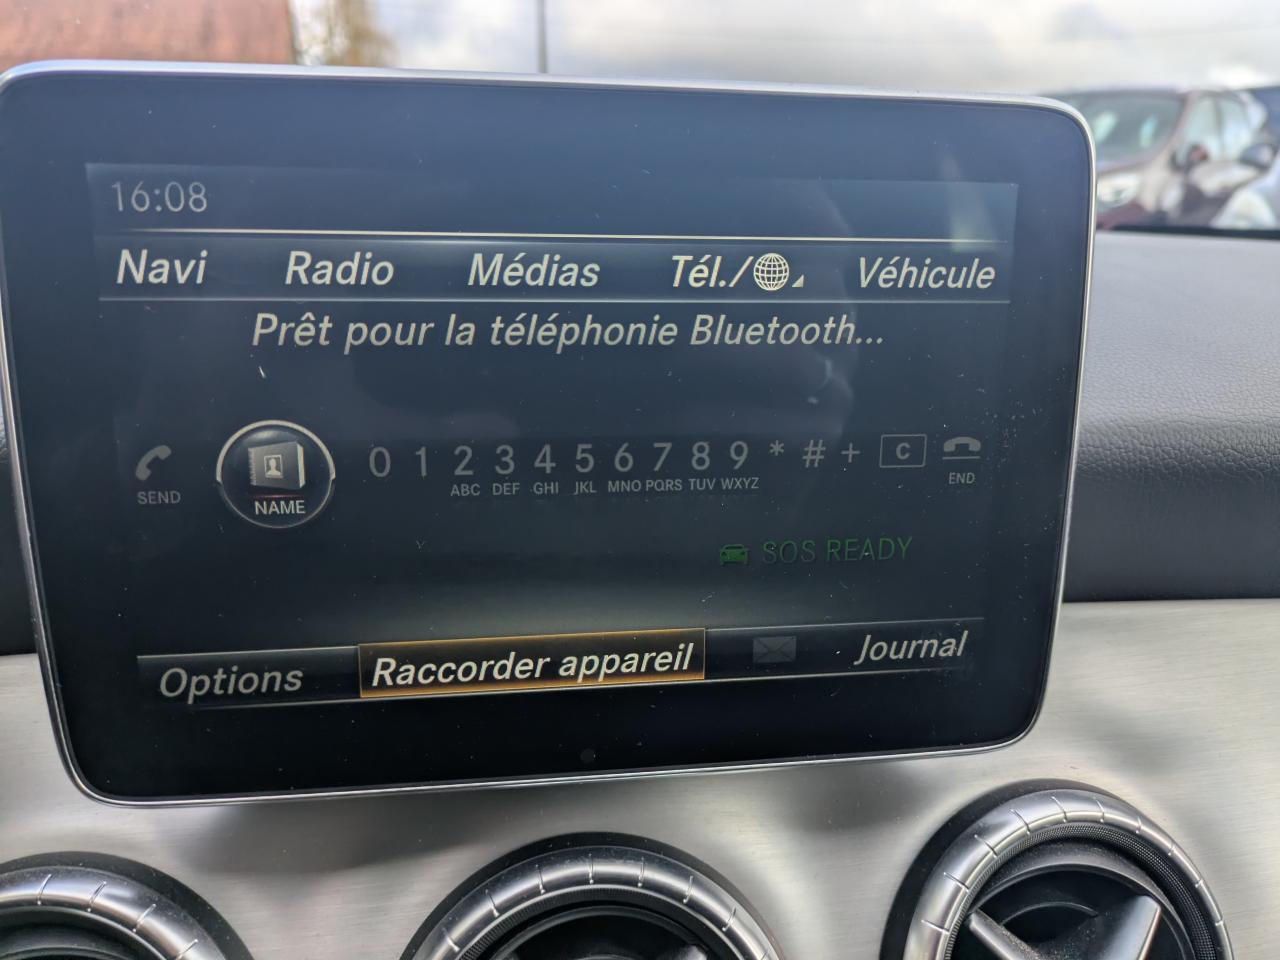 16:08
Navi Radio Médias Tél./ Véhicule
Prêt pour la téléphonie Bluetooth...
SEND NAME 0 1 2 3 4 5 6 7 8 9 * # + C END
ABC DEF GHI JKL MNO PQRS TUV WXYZ
SOS READY
Options Raccorder appareil Journal